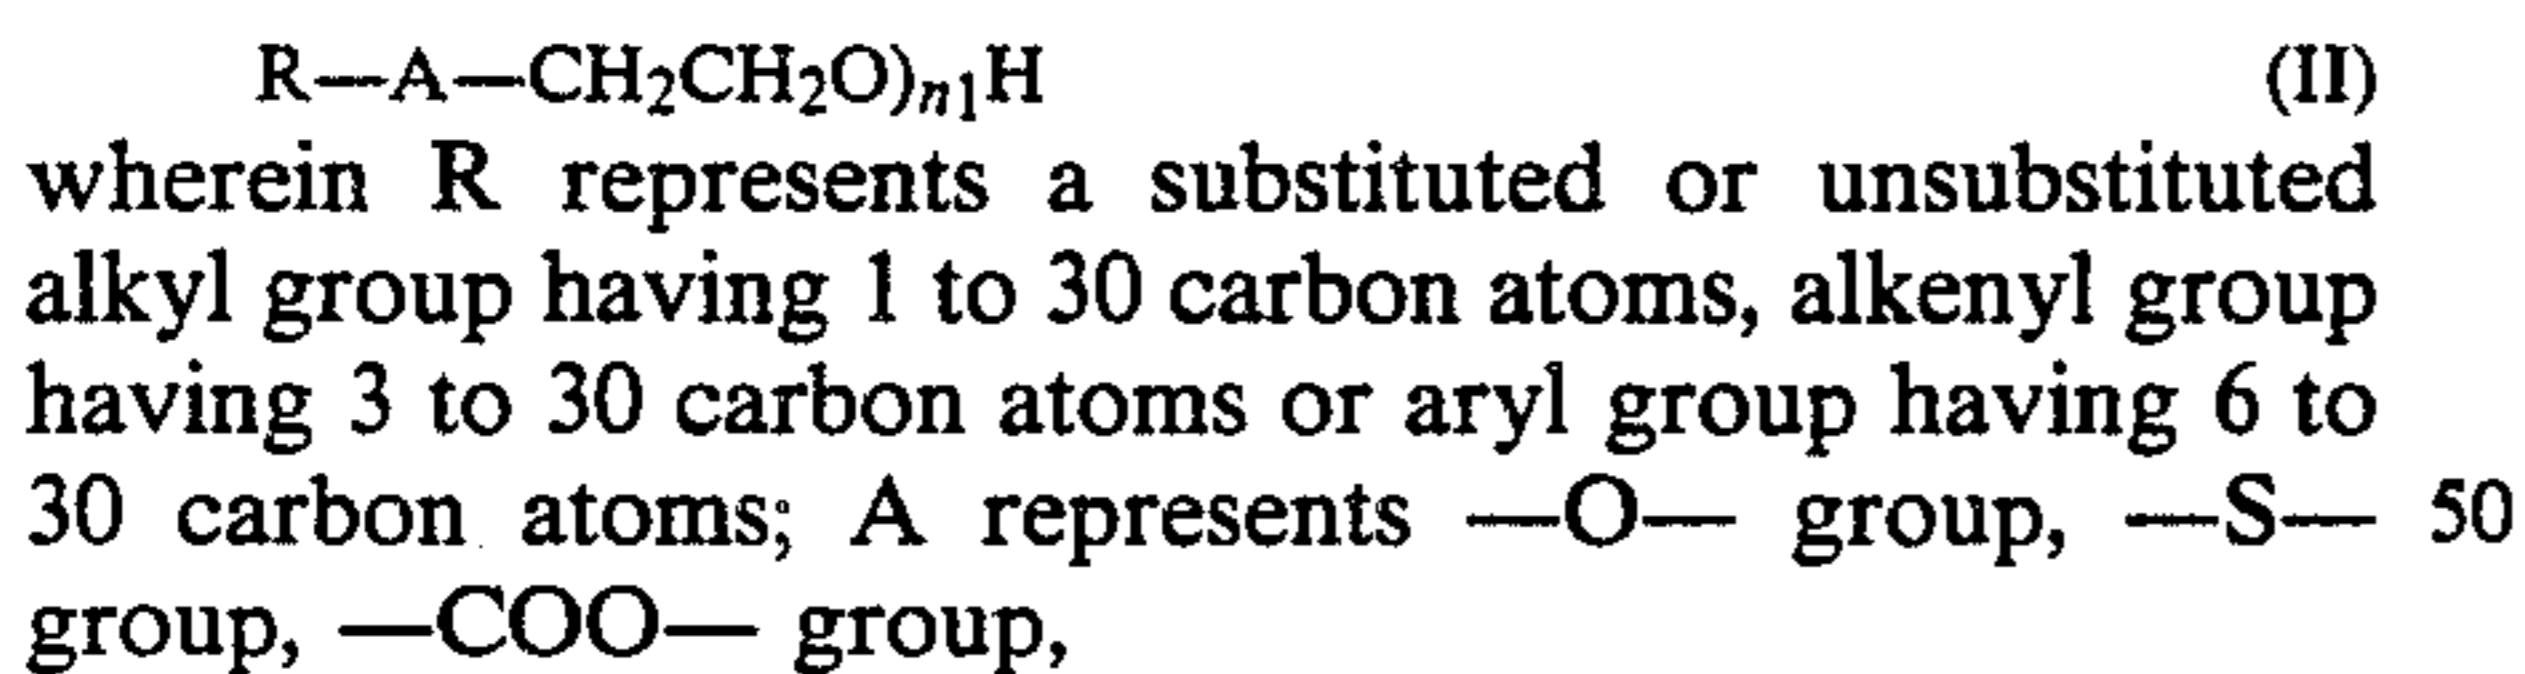 R—A—CH₂CH₂O)ₙ₁H (II)
wherein R represents a substituted or unsubstituted
alkyl group having 1 to 30 carbon atoms, alkenyl group
having 3 to 30 carbon atoms or aryl group having 6 to
30 carbon atoms; A represents —O— group, —S— 50
group, —COO— group,